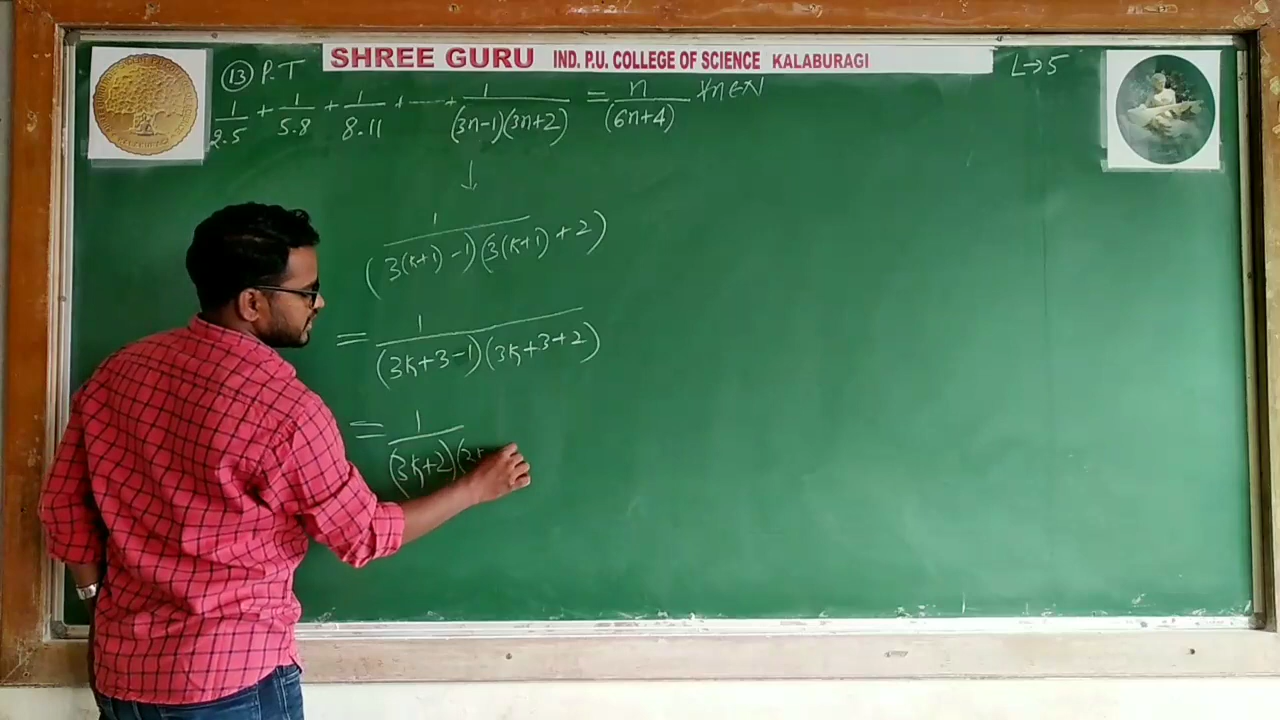 SHREE GURU IND. P.U. COLLEGE OF SCIENCE KALABURAGI
L→5
(13) P.T
1/2.5 + 1/5.8 + 1/8.11 + ---- + 1/(3n-1)(3n+2) = n/(6n+4) ∀n∈N
↓
1/(3(k+1)-1)(3(k+1)+2)
= 1/(3k+3-1)(3k+3+2)
= 1/(3k+2)(3k